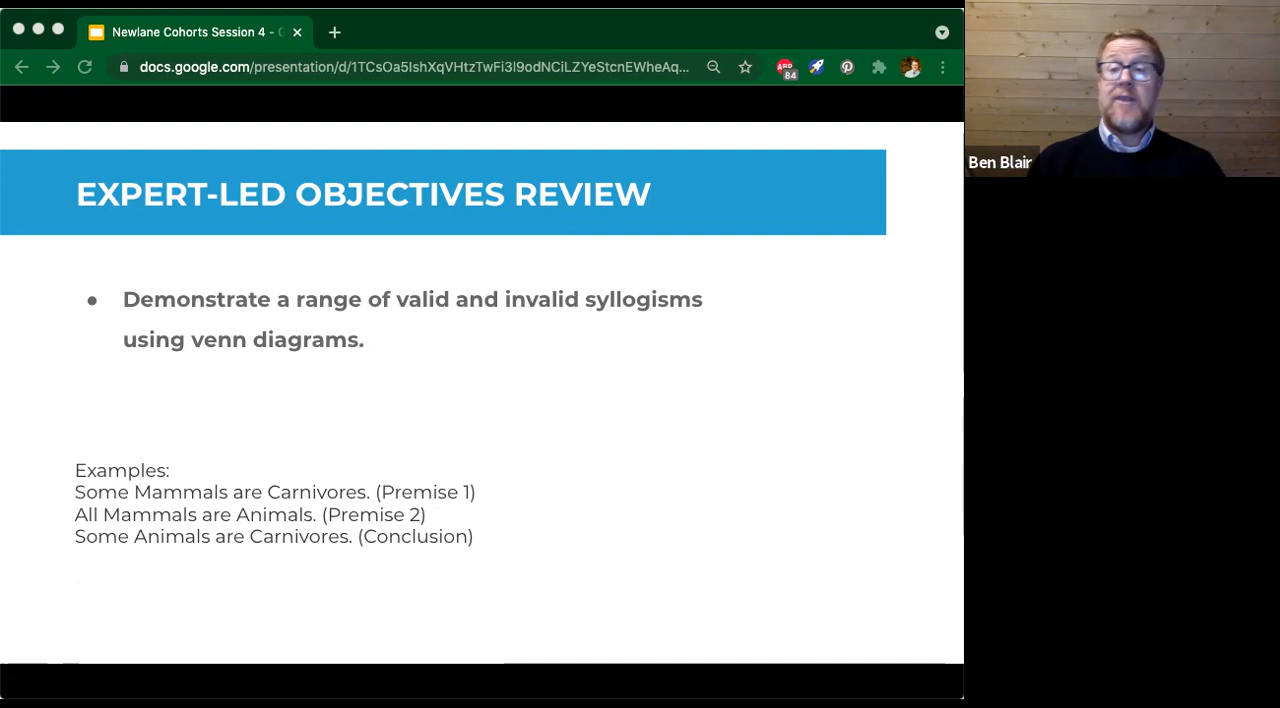 Newlane Cohorts Session 4 -
docs.google.com/presentation/d/1TCsOa5IshXqVHtzTwFi3l9odNCiLZYeStcnEWheAq...
84
Ben Blair
EXPERT-LED OBJECTIVES REVIEW
● Demonstrate a range of valid and invalid syllogisms
using venn diagrams.
Examples:
Some Mammals are Carnivores. (Premise 1)
All Mammals are Animals. (Premise 2)
Some Animals are Carnivores. (Conclusion)